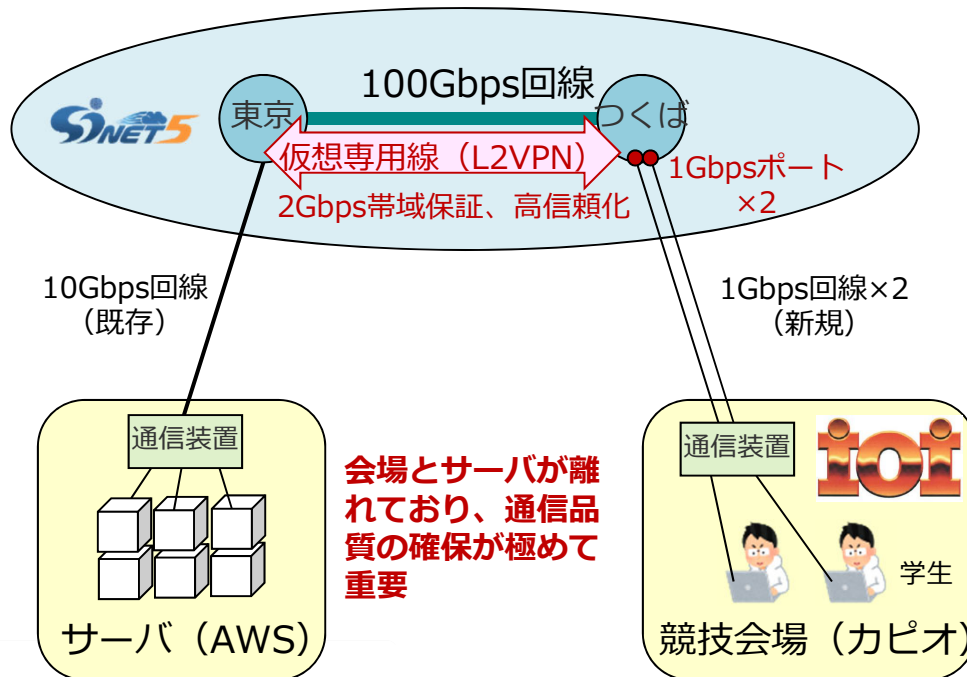 100Gbps回線
SINET5
東京
つくば
仮想専用線（L2VPN）
2Gbps帯域保証、高信頼化
1Gbpsポート
×2
10Gbps回線
（既存）
1Gbps回線×2
（新規）
通信装置
サーバ（AWS）
会場とサーバが離
れており、通信品
質の確保が極めて
重要
通信装置
ioi
学生
競技会場（カピオ）